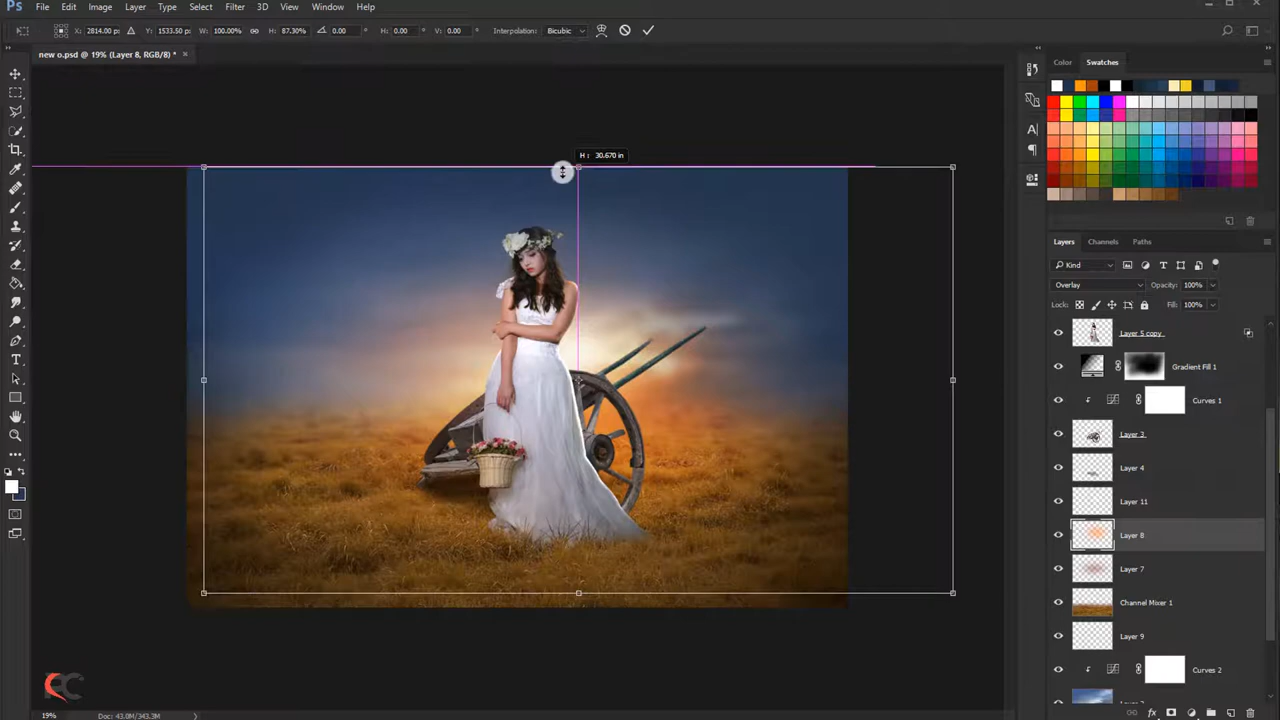 Ps File Edit Image Layer Type Select Filter 3D View Window Help
X: 2814.00 px Y: 1533.50 px W: 100.00% H: 87.30% 0.00 ° H: 0.00 ° V: 0.00 ° Interpolation: Bicubic
new o.psd @ 19% (Layer 8, RGB/8) * ×
Color Swatches
H : 30.670 in
Layers Channels Paths
Kind
Overlay Opacity: 100%
Lock: Fill: 100%
Layer 5 copy
Gradient Fill 1
Curves 1
Layer 3
Layer 4
Layer 11
Layer 8
Layer 7
Channel Mixer 1
Layer 9
Curves 2
19% Doc: 43.0M/343.3M